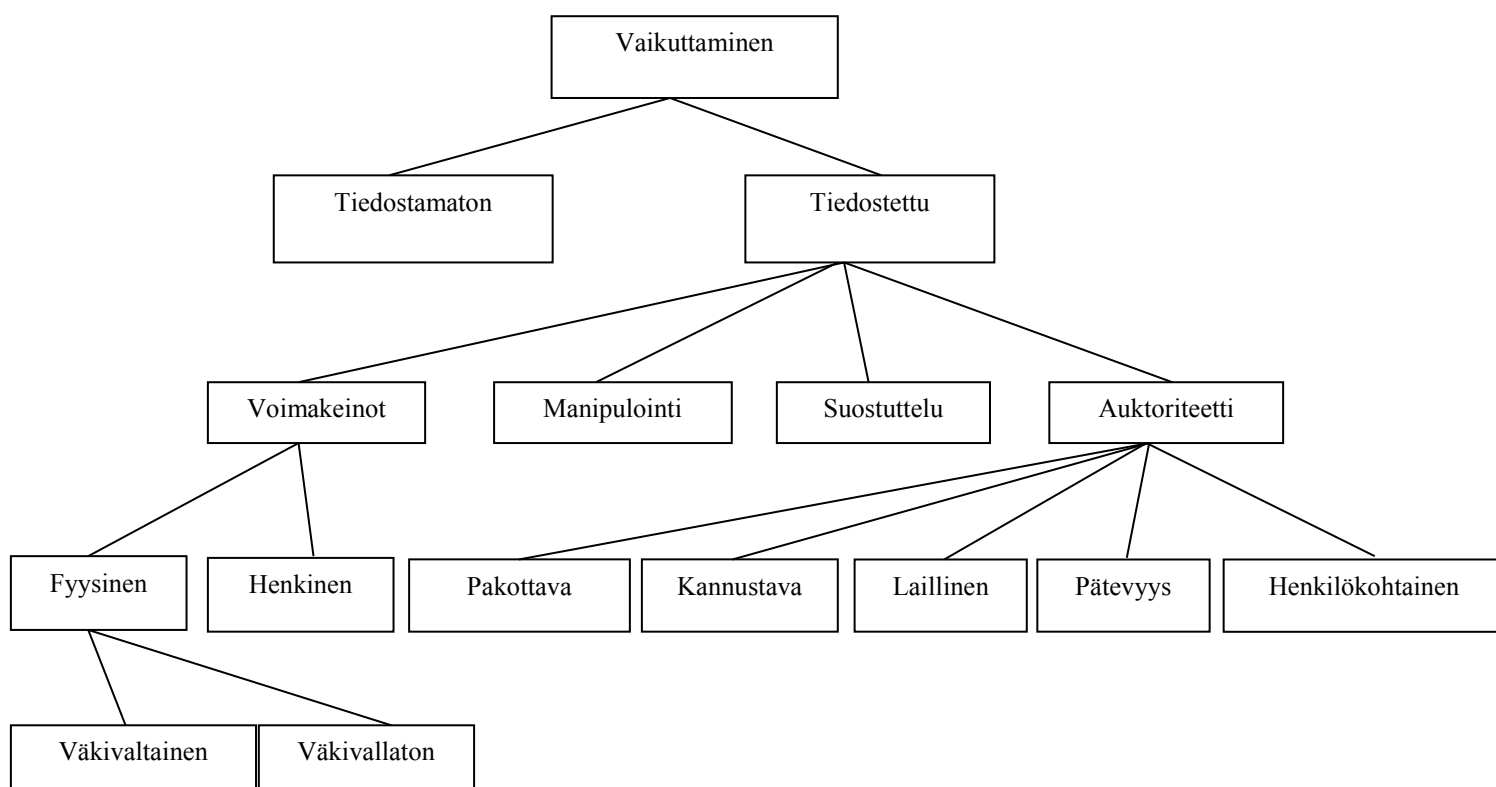 Vaikuttaminen
Tiedostamaton
Tiedostettu
Voimakeinot
Manipulointi
Suostuttelu
Auktoriteetti
Fyysinen
Henkinen
Pakottava
Kannustava
Laillinen
Pätevyys
Henkilökohtainen
Väkivaltainen
Väkivallaton